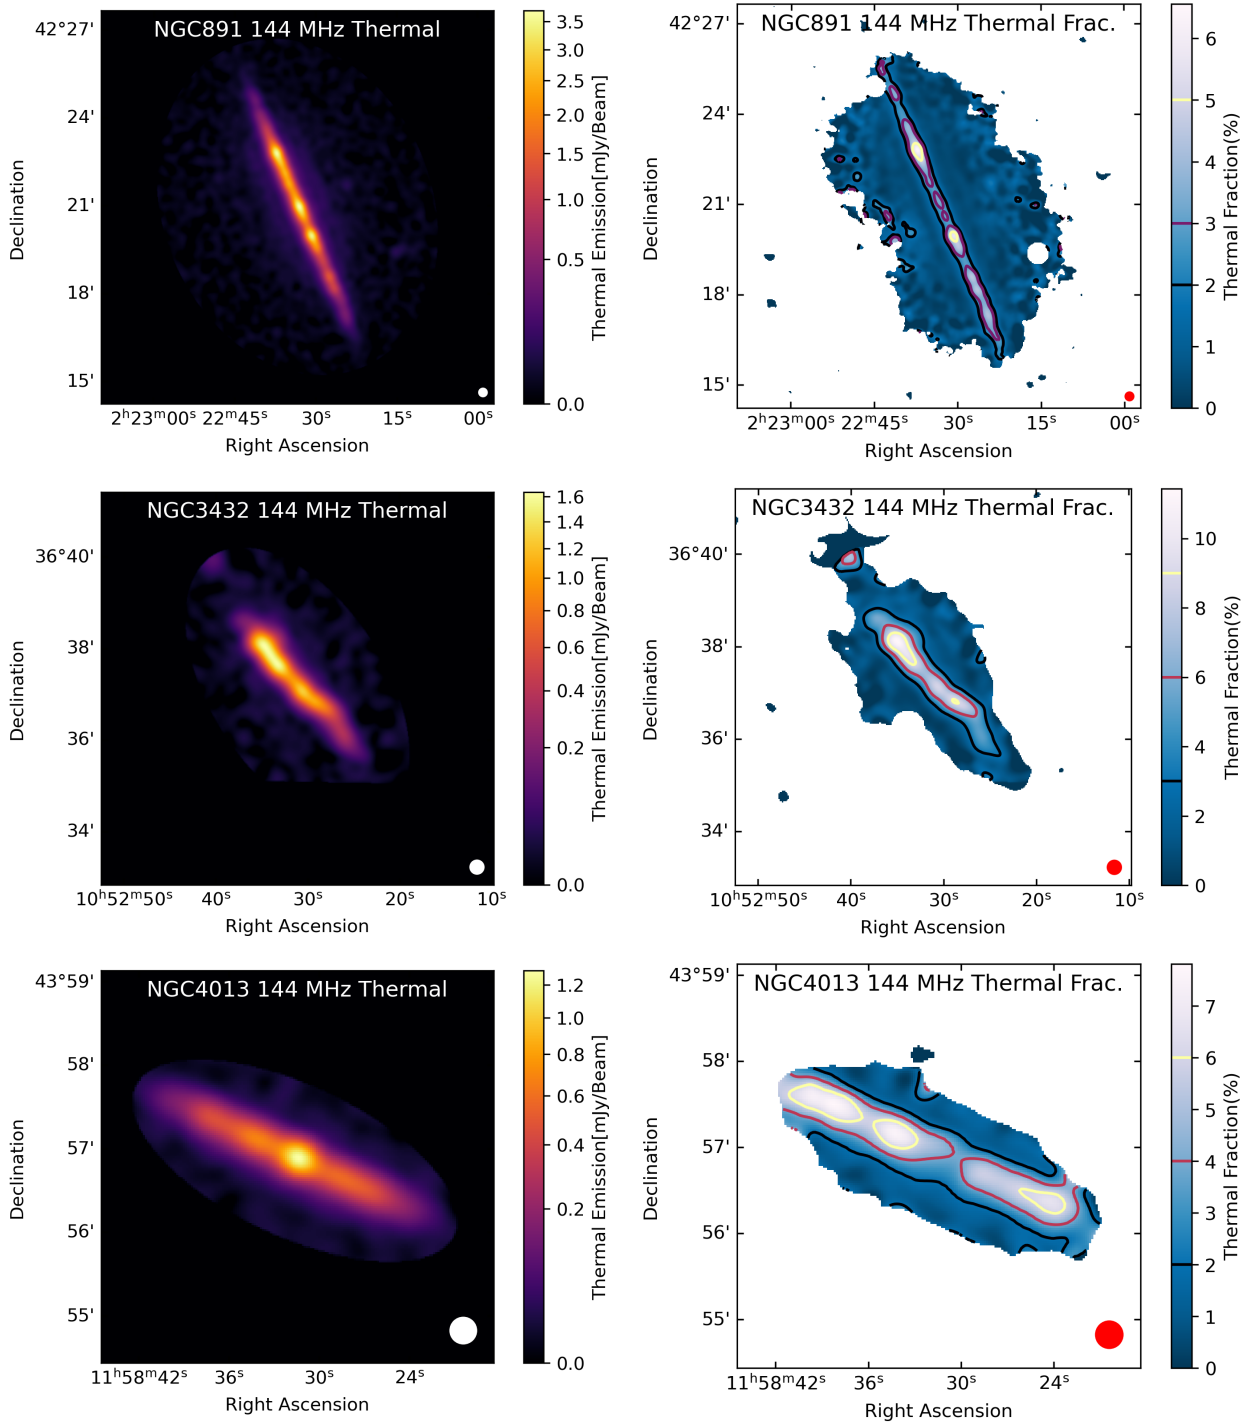 NGC891 144 MHz Thermal
42°27'
24'
21'
18'
15'
Declination
2ʰ23ᵐ00ˢ 22ᵐ45ˢ 30ˢ 15ˢ 00ˢ
Right Ascension
3.5
3.0
2.5
2.0
1.5
1.0
0.5
0.0
Thermal Emission[mJy/Beam]
NGC891 144 MHz Thermal Frac.
42°27'
24'
21'
18'
15'
Declination
2ʰ23ᵐ00ˢ 22ᵐ45ˢ 30ˢ 15ˢ 00ˢ
Right Ascension
6
5
4
3
2
1
0
Thermal Fraction(%)
NGC3432 144 MHz Thermal
36°40'
38'
36'
34'
Declination
10ʰ52ᵐ50ˢ 40ˢ 30ˢ 20ˢ 10ˢ
Right Ascension
1.6
1.4
1.2
1.0
0.8
0.6
0.4
0.2
0.0
Thermal Emission[mJy/Beam]
NGC3432 144 MHz Thermal Frac.
36°40'
38'
36'
34'
Declination
10ʰ52ᵐ50ˢ 40ˢ 30ˢ 20ˢ 10ˢ
Right Ascension
10
8
6
4
2
0
Thermal Fraction(%)
NGC4013 144 MHz Thermal
43°59'
58'
57'
56'
55'
Declination
11ʰ58ᵐ42ˢ 36ˢ 30ˢ 24ˢ
Right Ascension
1.2
1.0
0.8
0.6
0.4
0.2
0.0
Thermal Emission[mJy/Beam]
NGC4013 144 MHz Thermal Frac.
43°59'
58'
57'
56'
55'
Declination
11ʰ58ᵐ42ˢ 36ˢ 30ˢ 24ˢ
Right Ascension
7
6
5
4
3
2
1
0
Thermal Fraction(%)